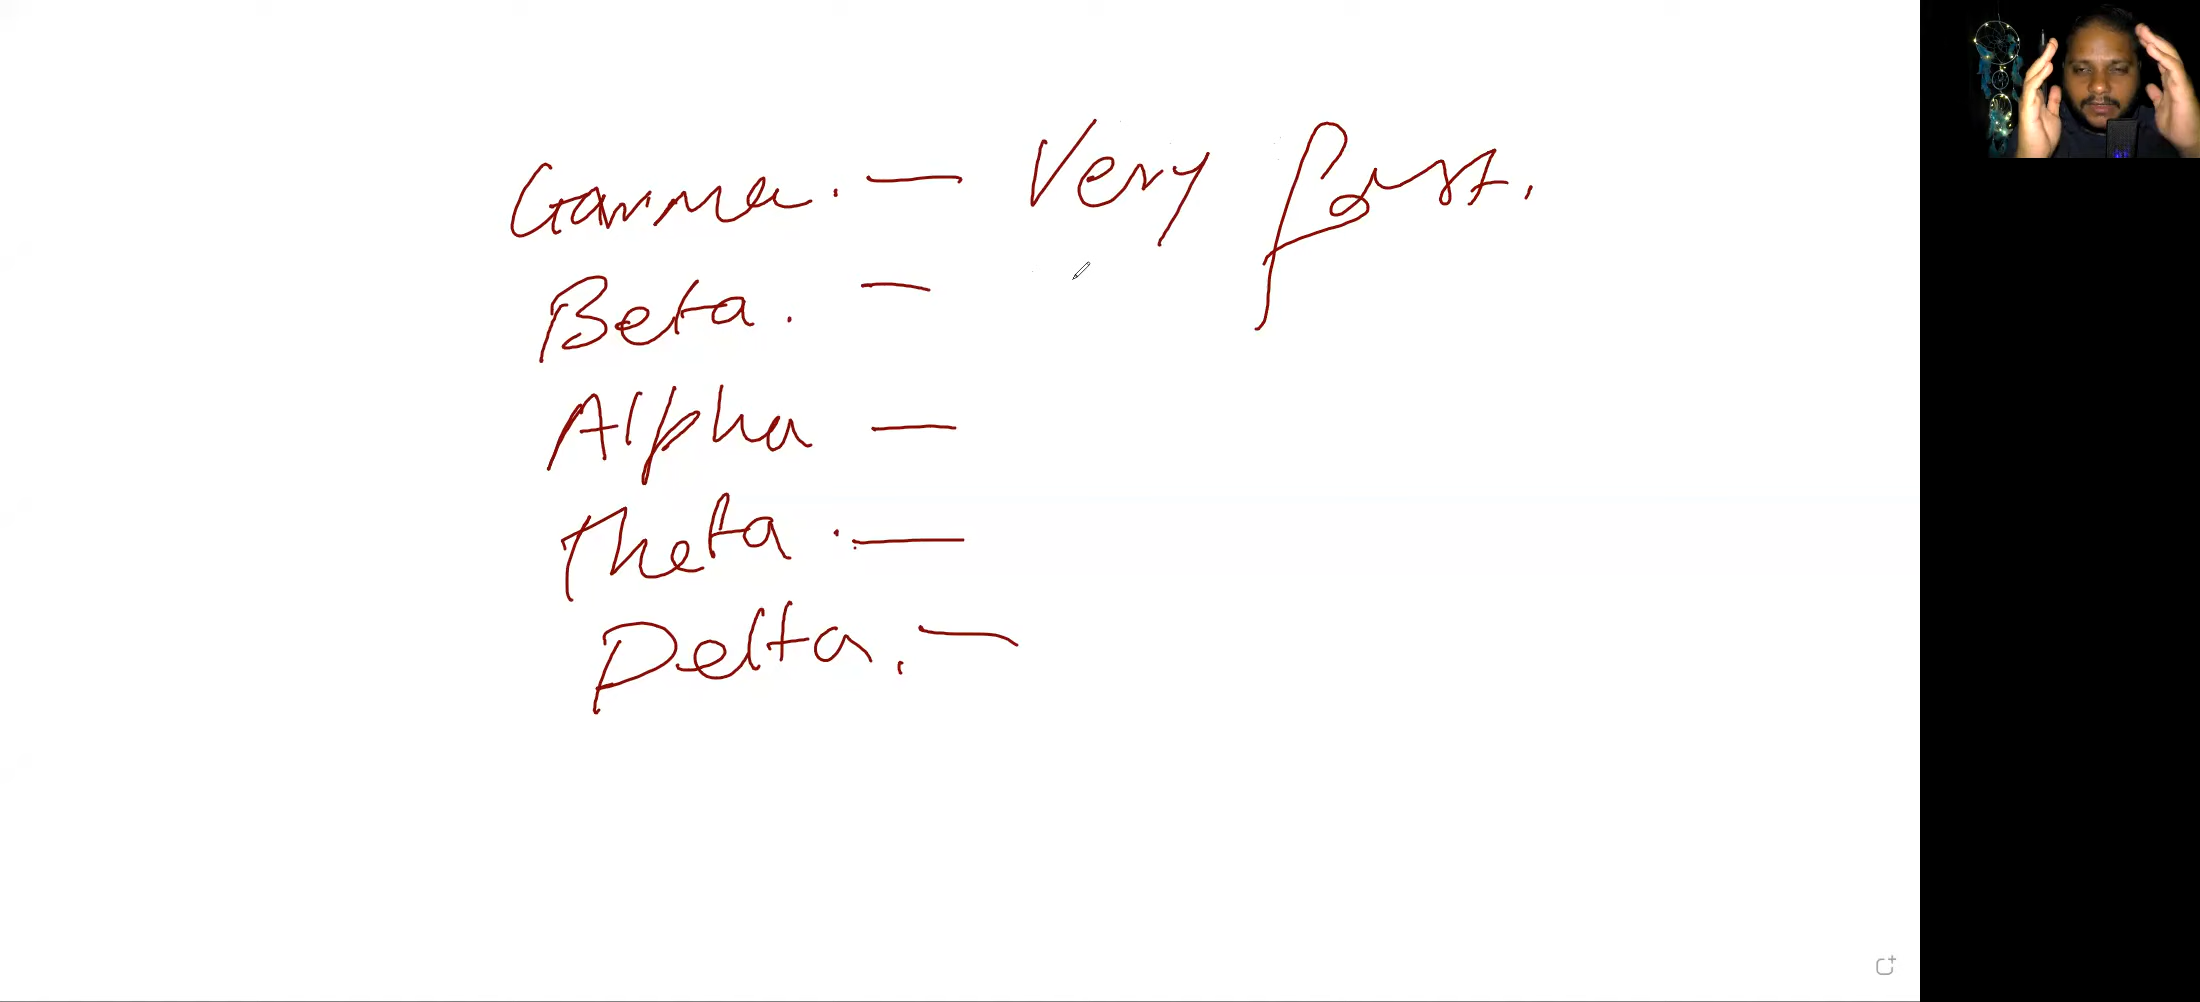 Gamma. — Very fast.
Beta. —
Alpha —
Theta. —
Delta. —